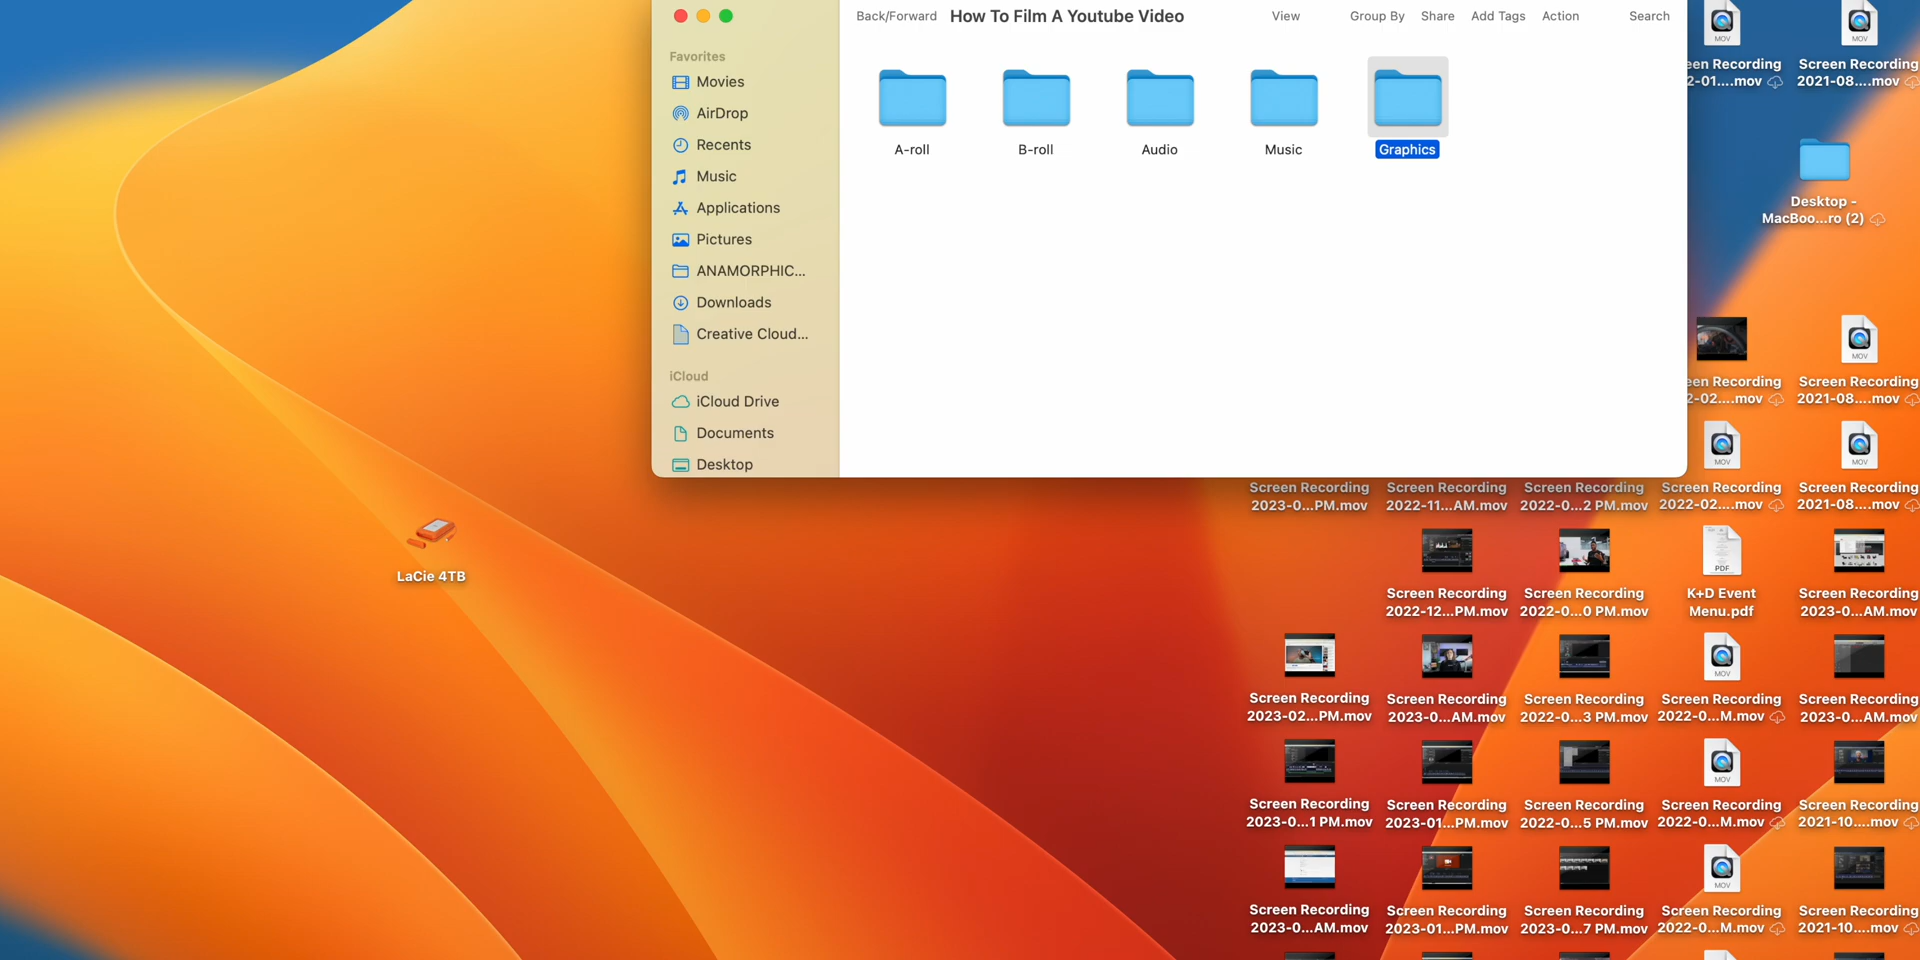 Back/Forward
How To Film A Youtube Video
View
Group By
Share
Add Tags
Action
Search
Favorites
Movies
AirDrop
Recents
Music
Applications
Pictures
ANAMORPHIC...
Downloads
Creative Cloud...
iCloud
iCloud Drive
Documents
Desktop
A-roll
B-roll
Audio
Music
Graphics
LaCie 4TB
MOV
een Recording
2-01....mov
MOV
Screen Recording
2021-08....mov
Desktop -
MacBoo...ro (2)
een Recording
2-02....mov
MOV
Screen Recording
2021-08....mov
Screen Recording
2023-0...PM.mov
Screen Recording
2022-11...AM.mov
Screen Recording
2022-0...2 PM.mov
MOV
Screen Recording
2022-02....mov
MOV
Screen Recording
2021-08....mov
Screen Recording
2022-12...PM.mov
Screen Recording
2022-0...0 PM.mov
PDF
K+D Event
Menu.pdf
Screen Recording
2023-0...AM.mov
Screen Recording
2023-02...PM.mov
Screen Recording
2023-0...AM.mov
Screen Recording
2022-0...3 PM.mov
MOV
Screen Recording
2022-0...M.mov
Screen Recording
2023-0...AM.mov
Screen Recording
2023-0...1 PM.mov
Screen Recording
2023-01...PM.mov
Screen Recording
2022-0...5 PM.mov
MOV
Screen Recording
2022-0...M.mov
Screen Recording
2021-10....mov
Screen Recording
2023-0...AM.mov
Screen Recording
2023-01...PM.mov
Screen Recording
2023-0...7 PM.mov
MOV
Screen Recording
2022-0...M.mov
Screen Recording
2021-10....mov